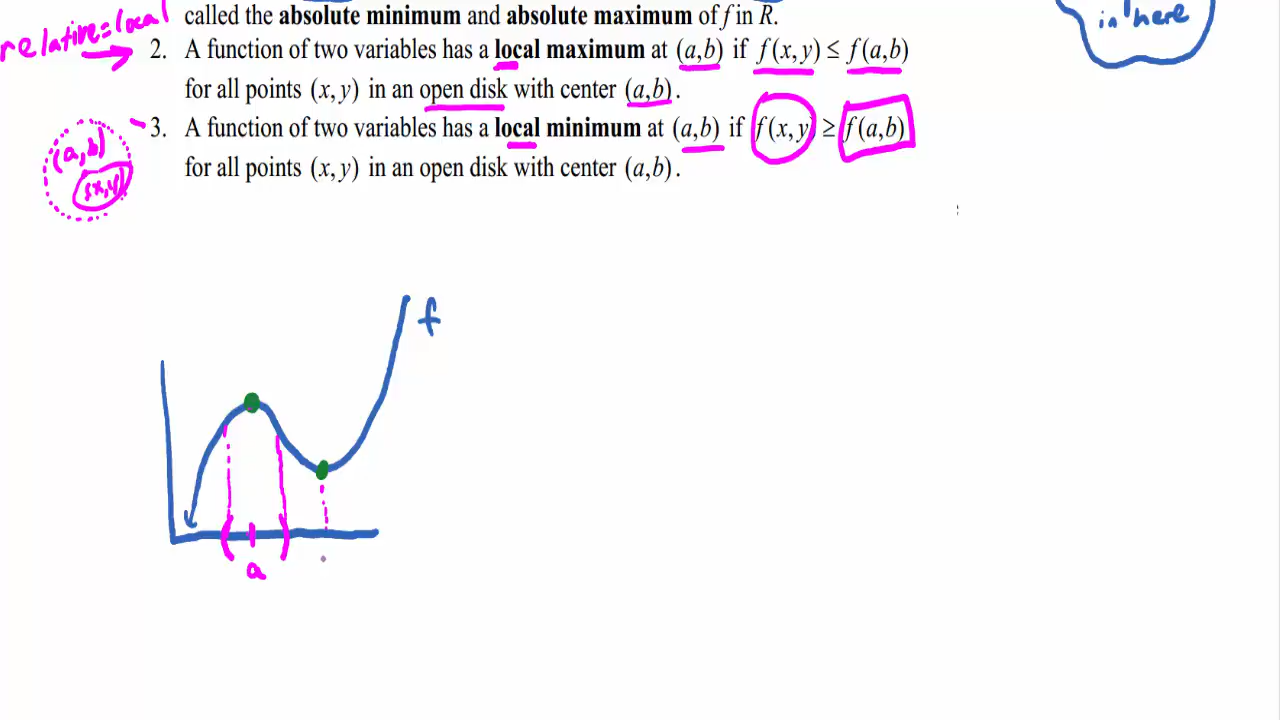 called the absolute minimum and absolute maximum of f in R.
relative=local
in here
2. A function of two variables has a local maximum at (a,b) if f(x,y) ≤ f(a,b)
for all points (x,y) in an open disk with center (a,b).
3. A function of two variables has a local minimum at (a,b) if f(x,y) ≥ f(a,b)
for all points (x,y) in an open disk with center (a,b).
(a,b)
(x,y)
f
( )
a